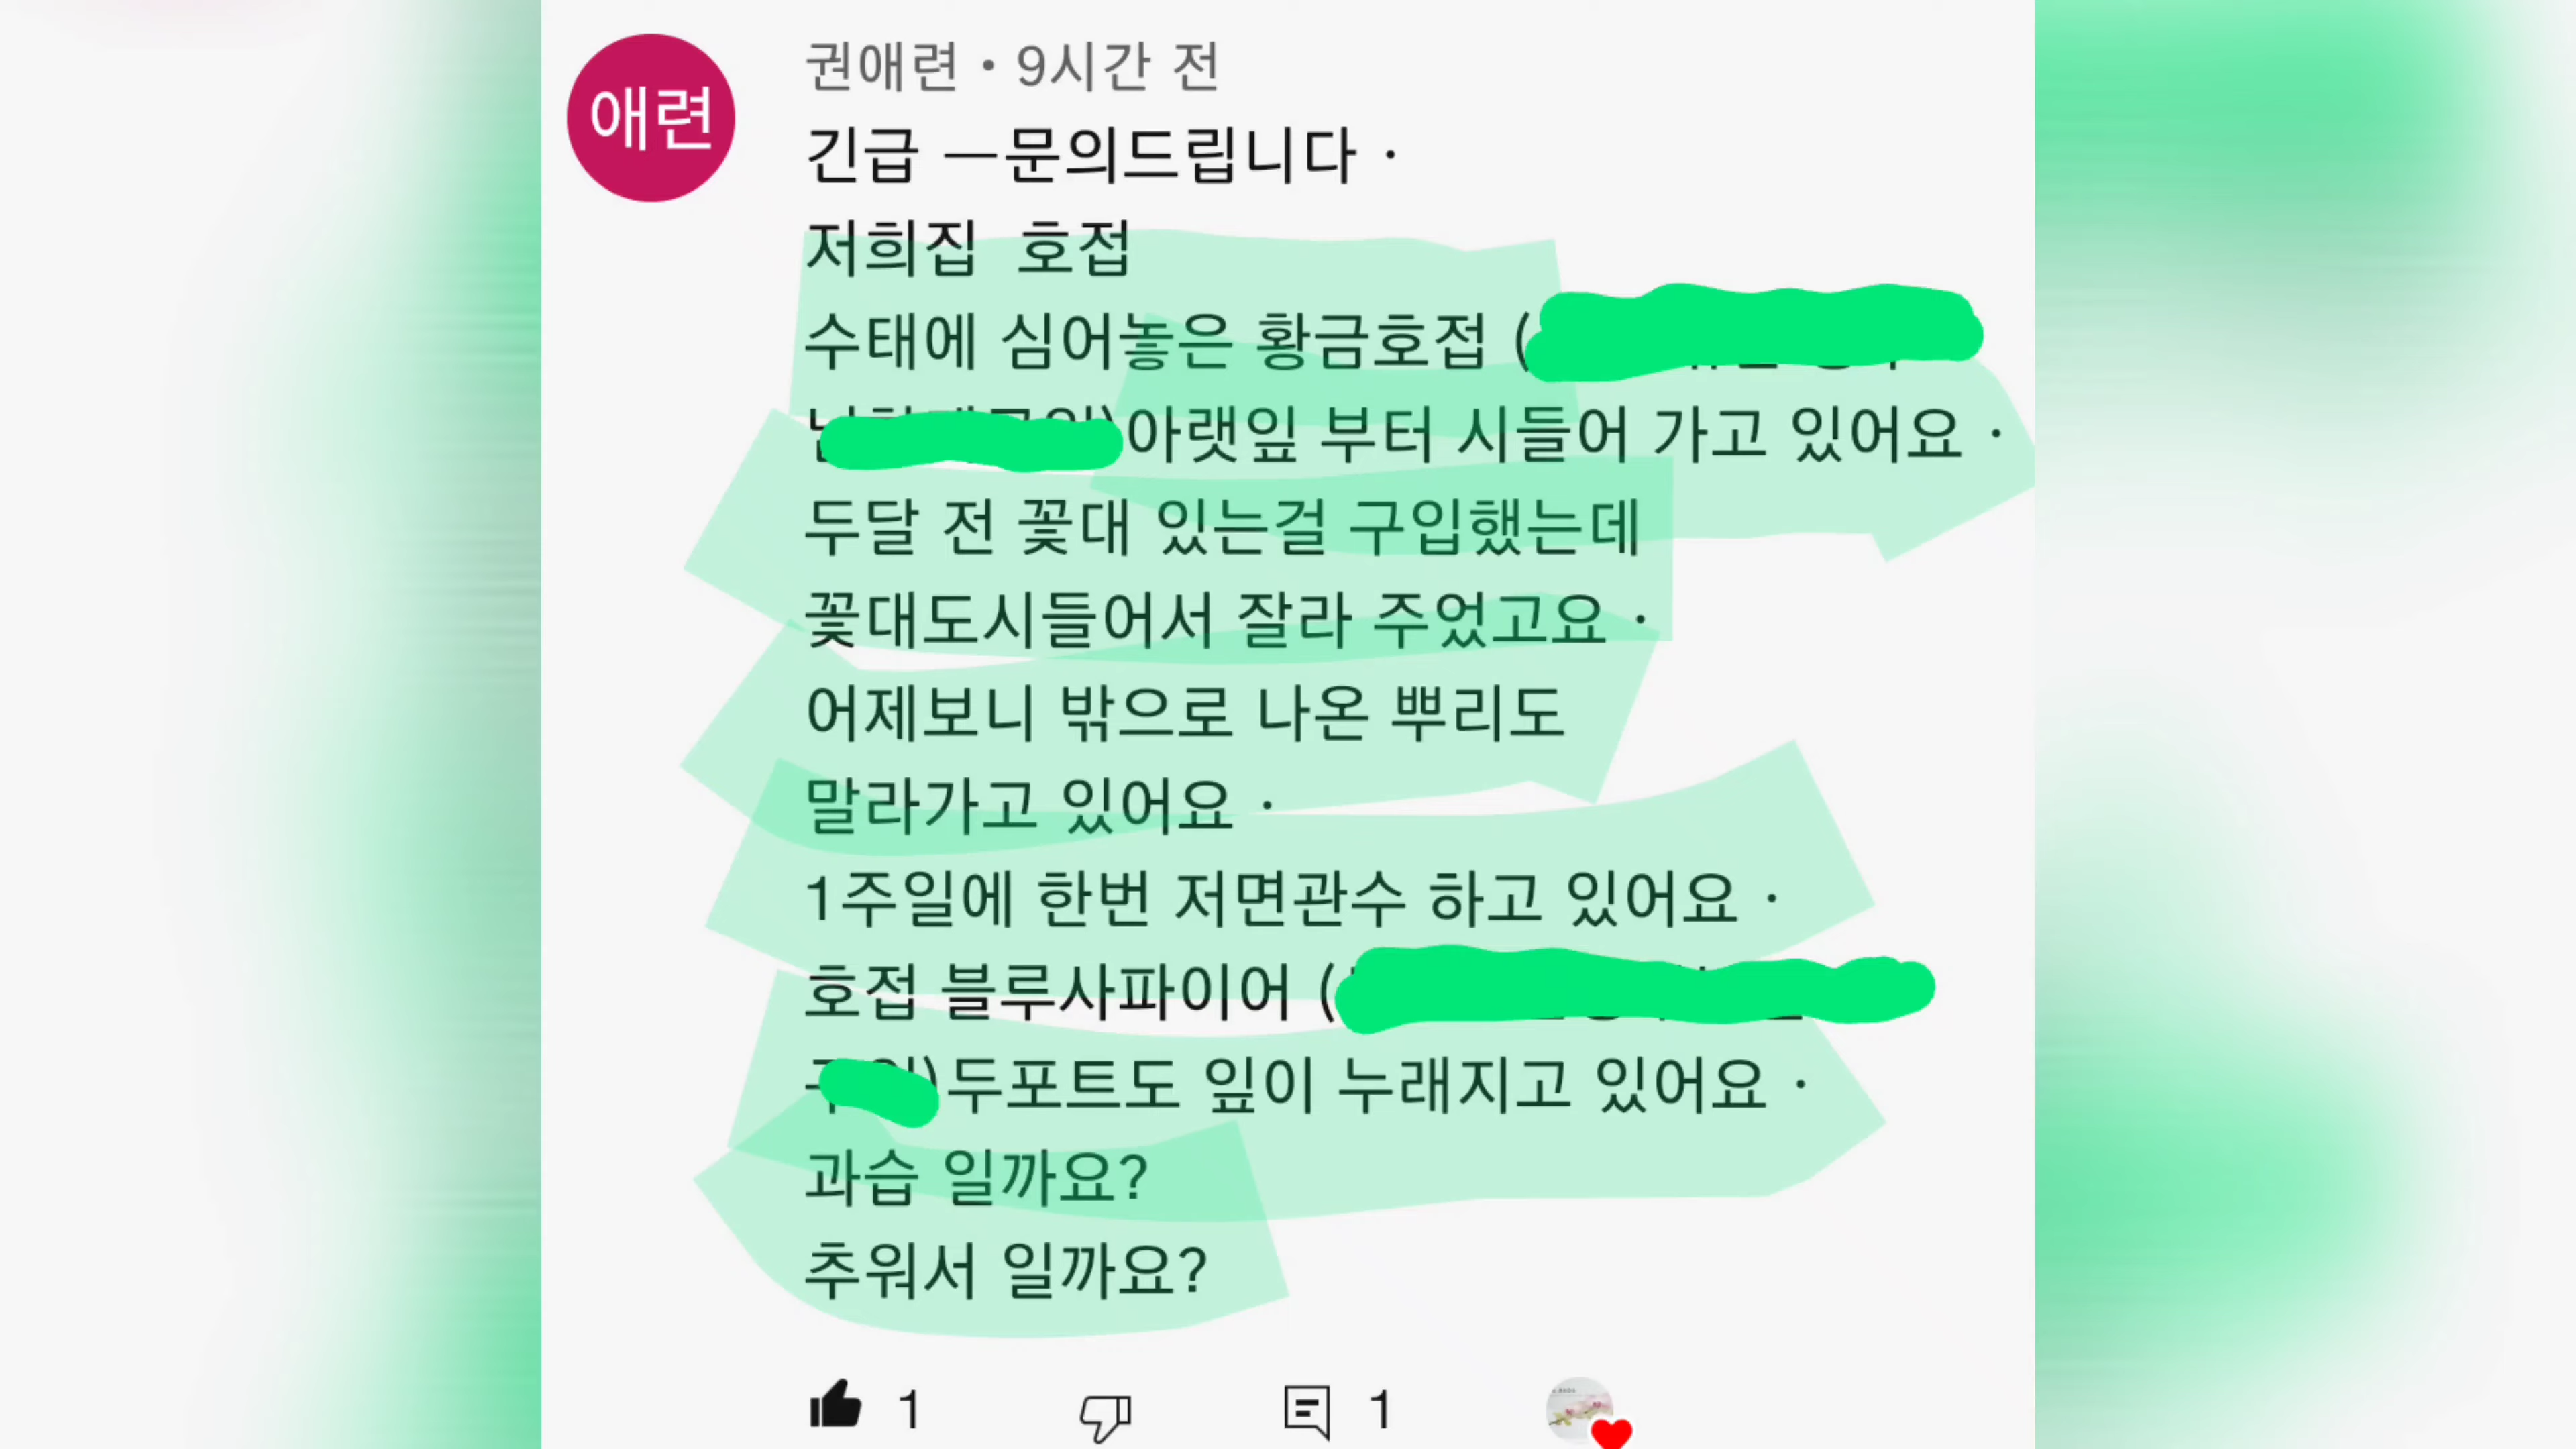 애련
권애련 • 9시간 전
긴급 ㅡ문의드립니다 ·
저희집 호접
수태에 심어놓은 황금호접 (
)아랫잎 부터 시들어 가고 있어요 ·
두달 전 꽃대 있는걸 구입했는데
꽃대도시들어서 잘라 주었고요 ·
어제보니 밖으로 나온 뿌리도
말라가고 있어요 ·
1주일에 한번 저면관수 하고 있어요 ·
호접 블루사파이어 (
)두포트도 잎이 누래지고 있어요 ·
과습 일까요?
추워서 일까요?
1
1